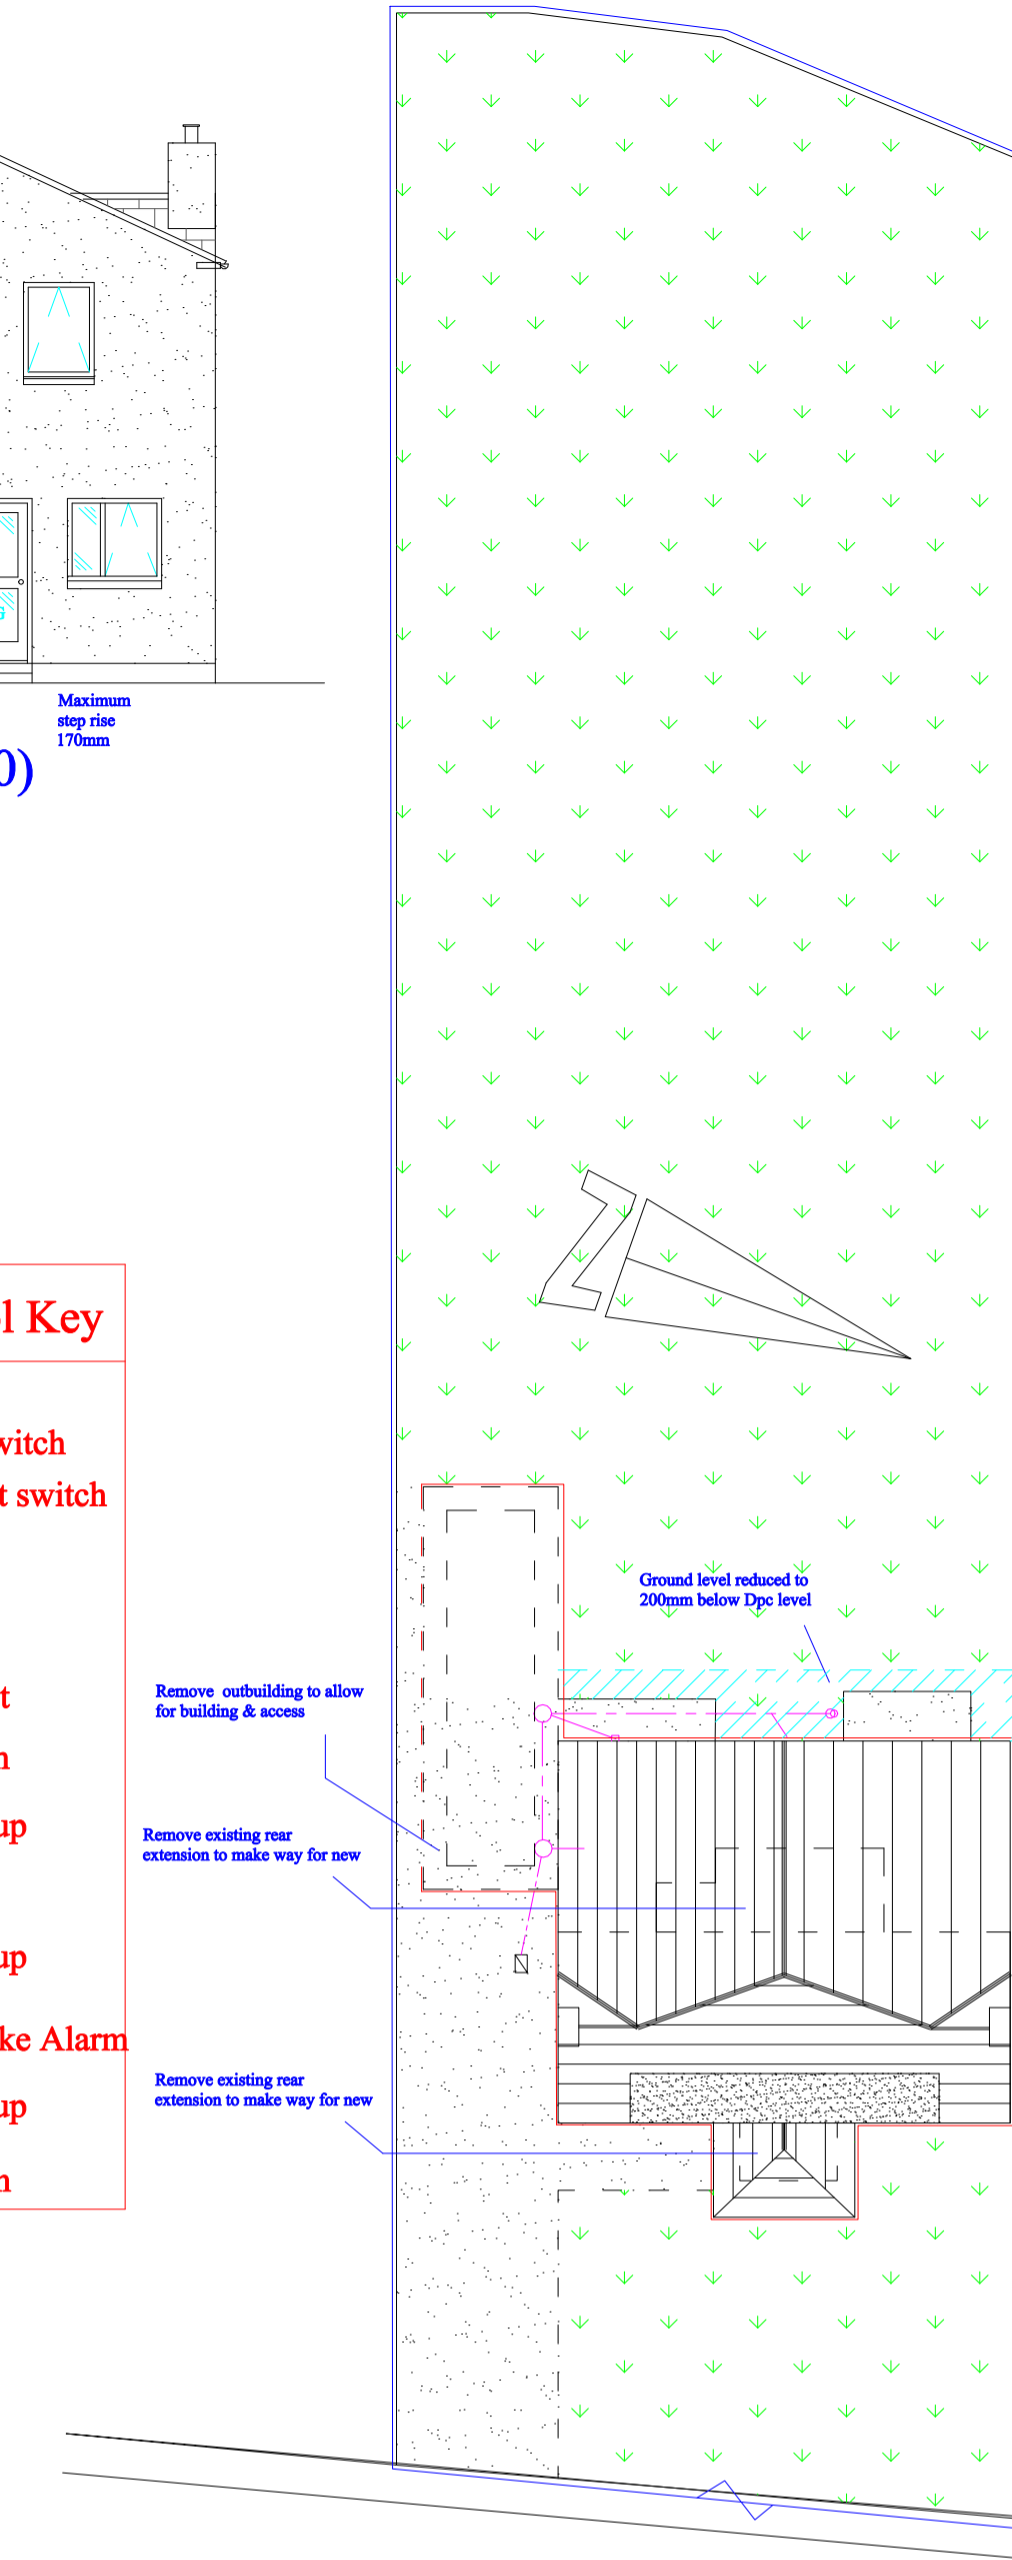 Maximum
step rise
170mm
0)
l Key
witch
t switch
t
n
up
up
ke Alarm
up
n
Ground level reduced to
200mm below Dpc level
Remove outbuilding to allow
for building & access
Remove existing rear
extension to make way for new
Remove existing rear
extension to make way for new
Z